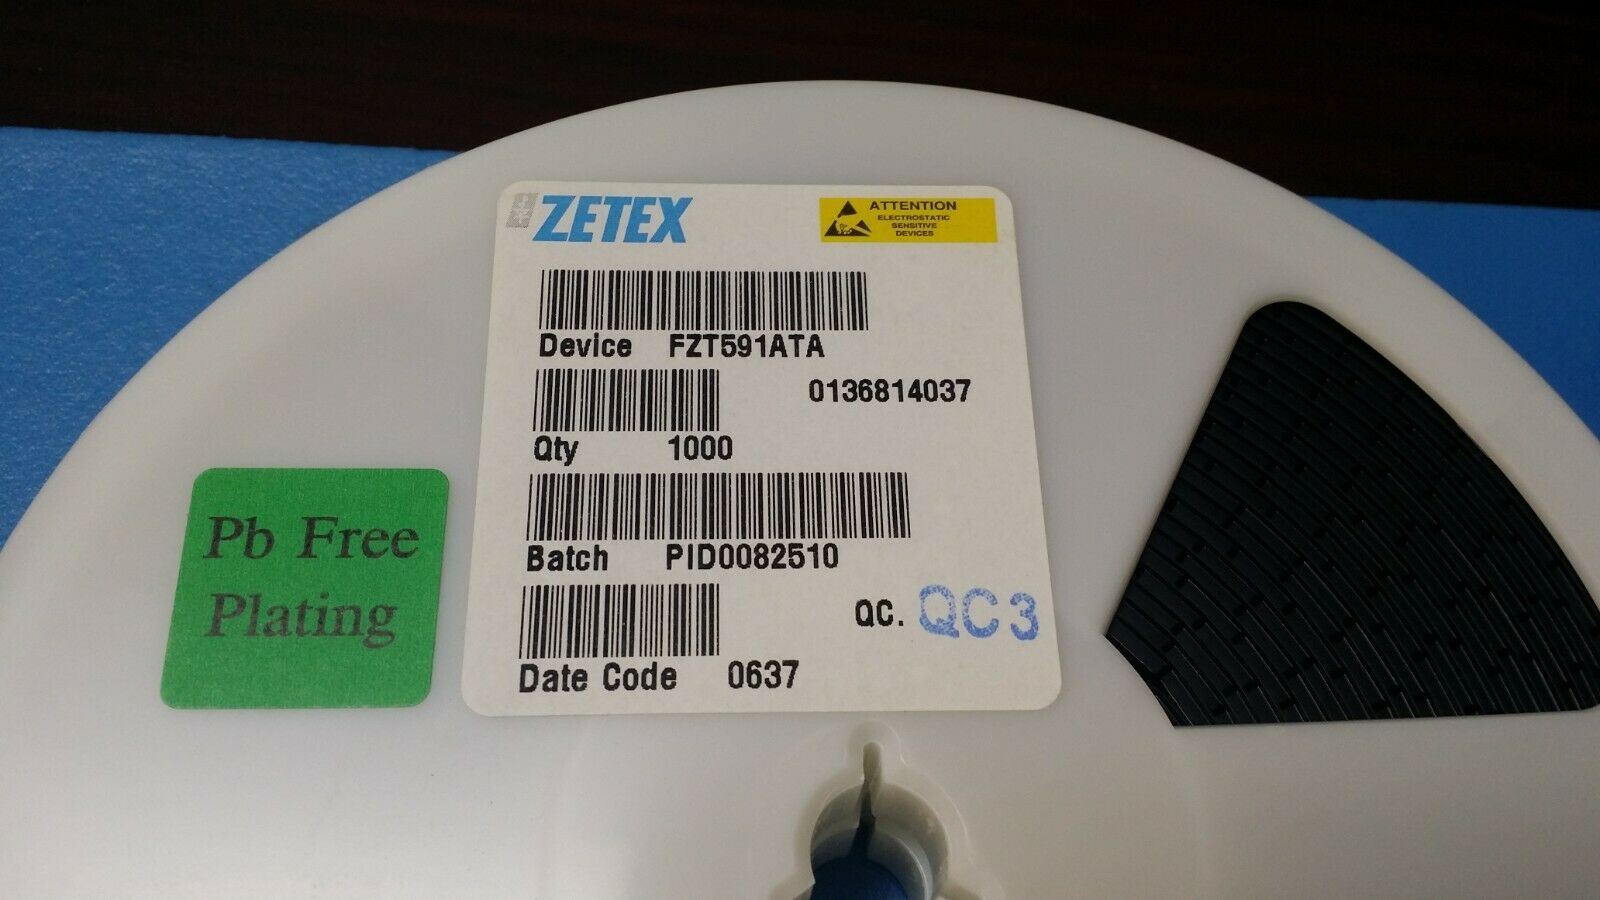 ZETEX
ATTENTION
ELECTROSTATIC
SENSITIVE
DEVICES
Device FZT591ATA
0136814037
Qty 1000
Batch PID0082510
QC. QC3
Date Code 0637
Pb Free
Plating